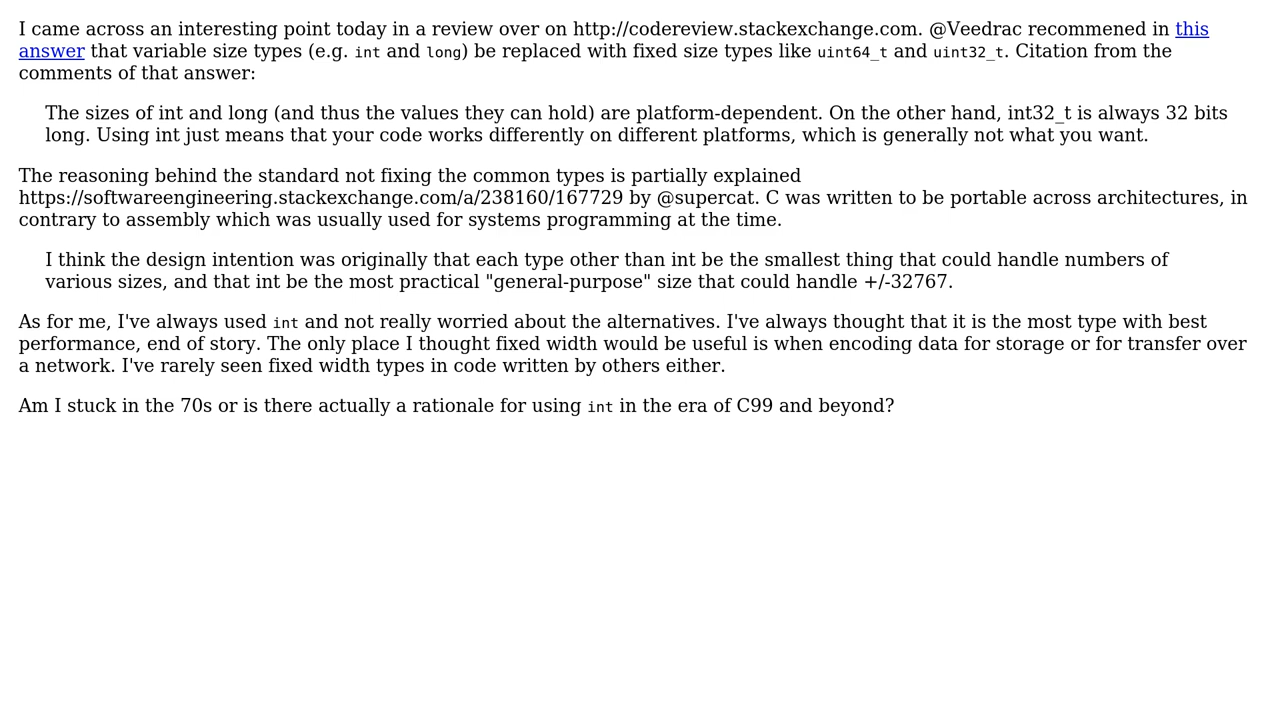 I came across an interesting point today in a review over on http://codereview.stackexchange.com. @Veedrac recommened in this
answer that variable size types (e.g. int and long) be replaced with fixed size types like uint64_t and uint32_t. Citation from the
comments of that answer:
The sizes of int and long (and thus the values they can hold) are platform-dependent. On the other hand, int32_t is always 32 bits
long. Using int just means that your code works differently on different platforms, which is generally not what you want.
The reasoning behind the standard not fixing the common types is partially explained
https://softwareengineering.stackexchange.com/a/238160/167729 by @supercat. C was written to be portable across architectures, in
contrary to assembly which was usually used for systems programming at the time.
I think the design intention was originally that each type other than int be the smallest thing that could handle numbers of
various sizes, and that int be the most practical "general-purpose" size that could handle +/-32767.
As for me, I've always used int and not really worried about the alternatives. I've always thought that it is the most type with best
performance, end of story. The only place I thought fixed width would be useful is when encoding data for storage or for transfer over
a network. I've rarely seen fixed width types in code written by others either.
Am I stuck in the 70s or is there actually a rationale for using int in the era of C99 and beyond?